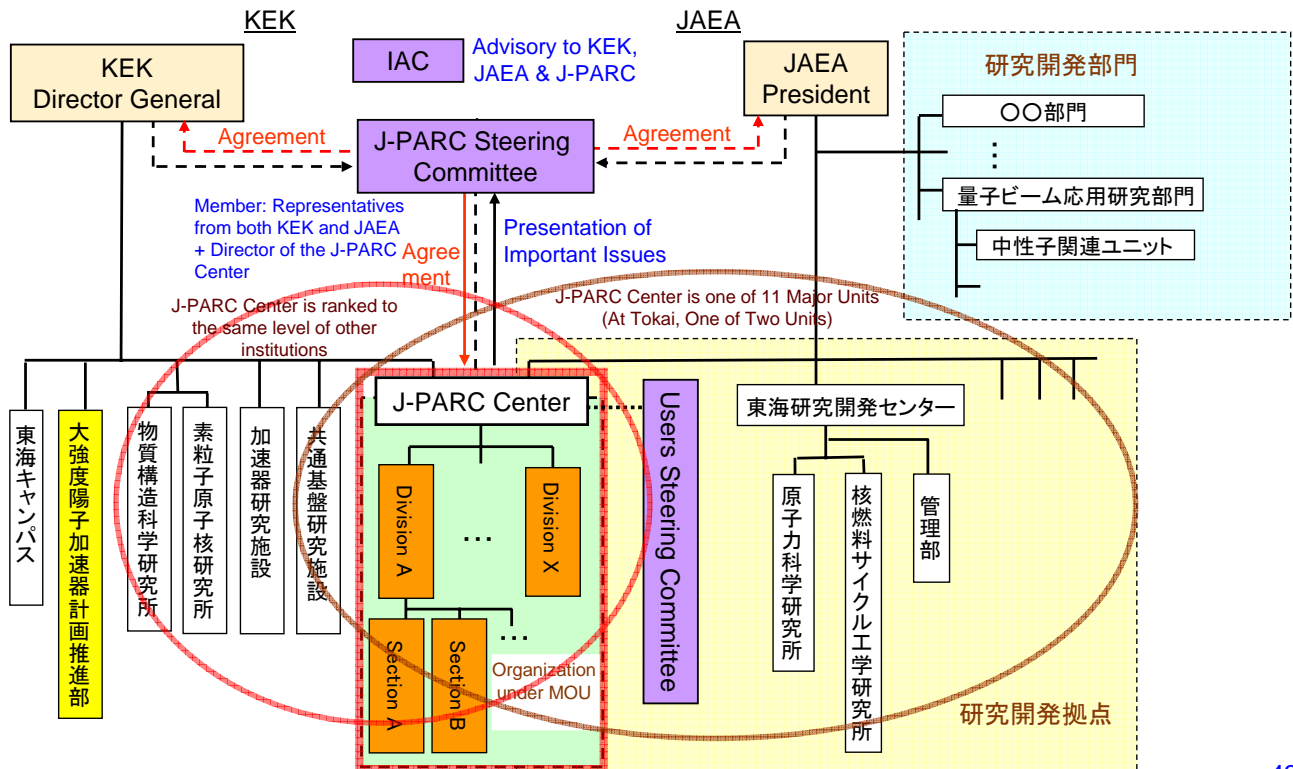 KEK
JAEA
KEK
Director General
IAC
Advisory to KEK,
JAEA & J-PARC
JAEA
President
研究開発部門
〇〇部門
⋮
量子ビーム応用研究部門
中性子関連ユニット
Agreement
J-PARC Steering
Committee
Agreement
Member: Representatives
from both KEK and JAEA
+ Director of the J-PARC
Center
Agree
ment
Presentation of
Important Issues
J-PARC Center is ranked to
the same level of other
institutions
J-PARC Center is one of 11 Major Units
(At Tokai, One of Two Units)
東海キャンパス
大強度陽子加速器計画推進部
物質構造科学研究所
素粒子原子核研究所
加速器研究施設
共通基盤研究施設
J-PARC Center
Division A
…
Division X
Section A
Section B
…
Organization
under MOU
Users Steering Committee
東海研究開発センター
原子力科学研究所
核燃料サイクル工学研究所
管理部
研究開発拠点